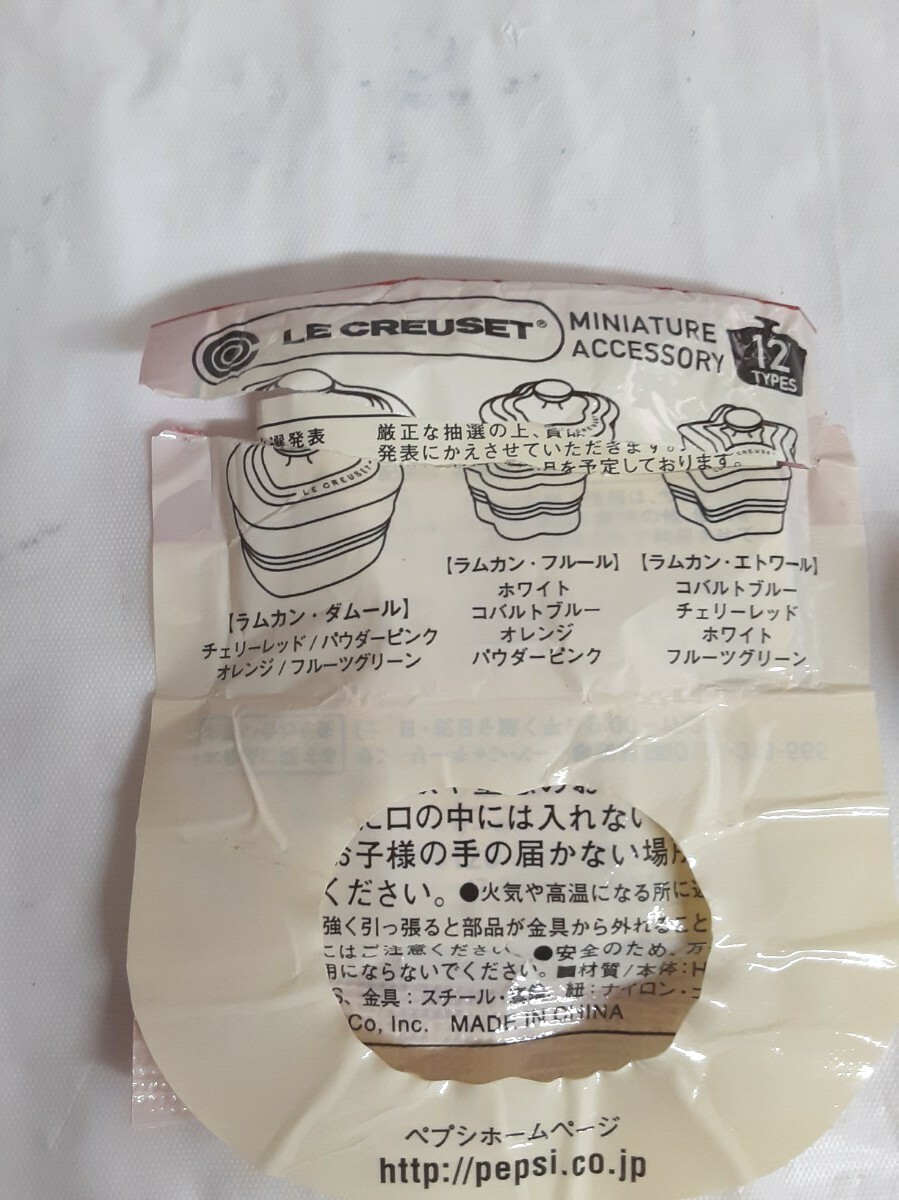 LE CREUSET®
MINIATURE
ACCESSORY
12
TYPES
選発表
厳正な抽選の上、
発表にかえさせていただきます。
月を予定しております。
LE CREUSET
【ラムカン・ダムール】
チェリーレッド / パウダーピンク
オレンジ / フルーツグリーン
【ラムカン・フルール】
ホワイト
コバルトブルー
オレンジ
パウダーピンク
【ラムカン・エトワール】
コバルトブルー
チェリーレッド
ホワイト
フルーツグリーン
に口の中には入れない
お子様の手の届かない場所
ください。●火気や高温になる所に近
強く引っ張ると部品が金具から外れること
にはご注意ください。●安全のため、万
用にならないでください。■材質/本体:
S、金具:スチール・ 紐:ナイロン・
Co, Inc. MADE IN CHINA
ペプシホームページ
http://pepsi.co.jp